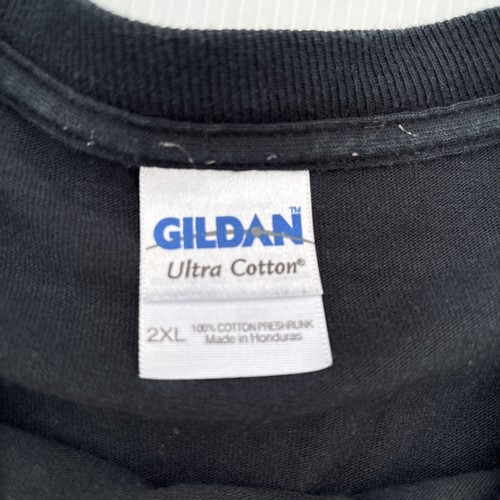 GILDAN™
Ultra Cotton®
2XL 100% COTTON PRESHRUNK
Made in Honduras